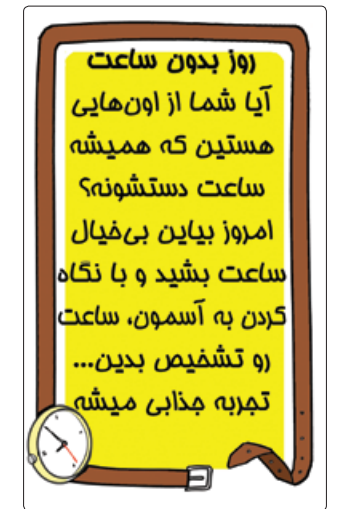 روز بدون ساعت
آیا شما از اون‌هایی
هستین که همیشه
ساعت دستشونه؟
امروز بیاین بی‌خیال
ساعت بشید و با نگاه
کردن به آسمون، ساعت
رو تشخیص بدین...
تجربه جذابی میشه